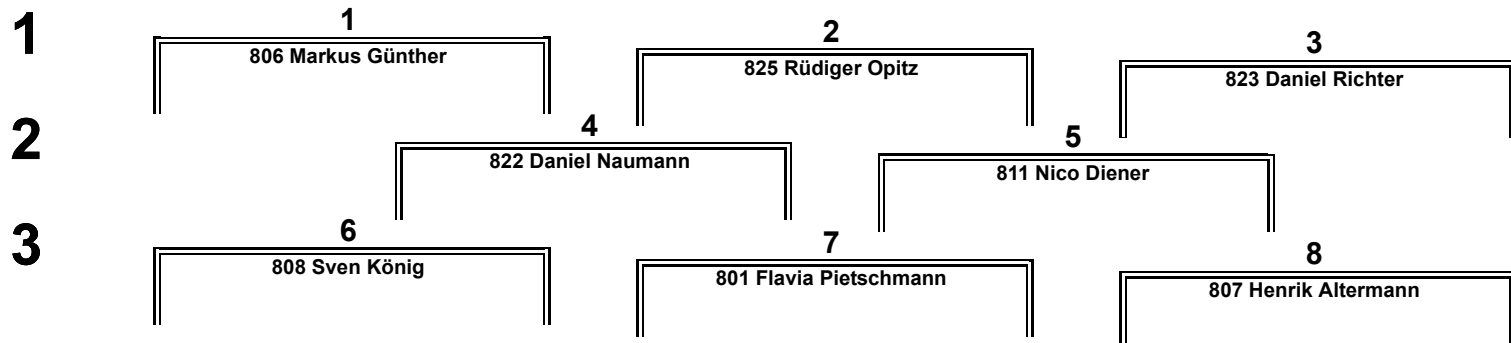 1
1
806 Markus Günther
2
825 Rüdiger Opitz
3
823 Daniel Richter
2
4
822 Daniel Naumann
5
811 Nico Diener
3
6
808 Sven König
7
801 Flavia Pietschmann
8
807 Henrik Altermann